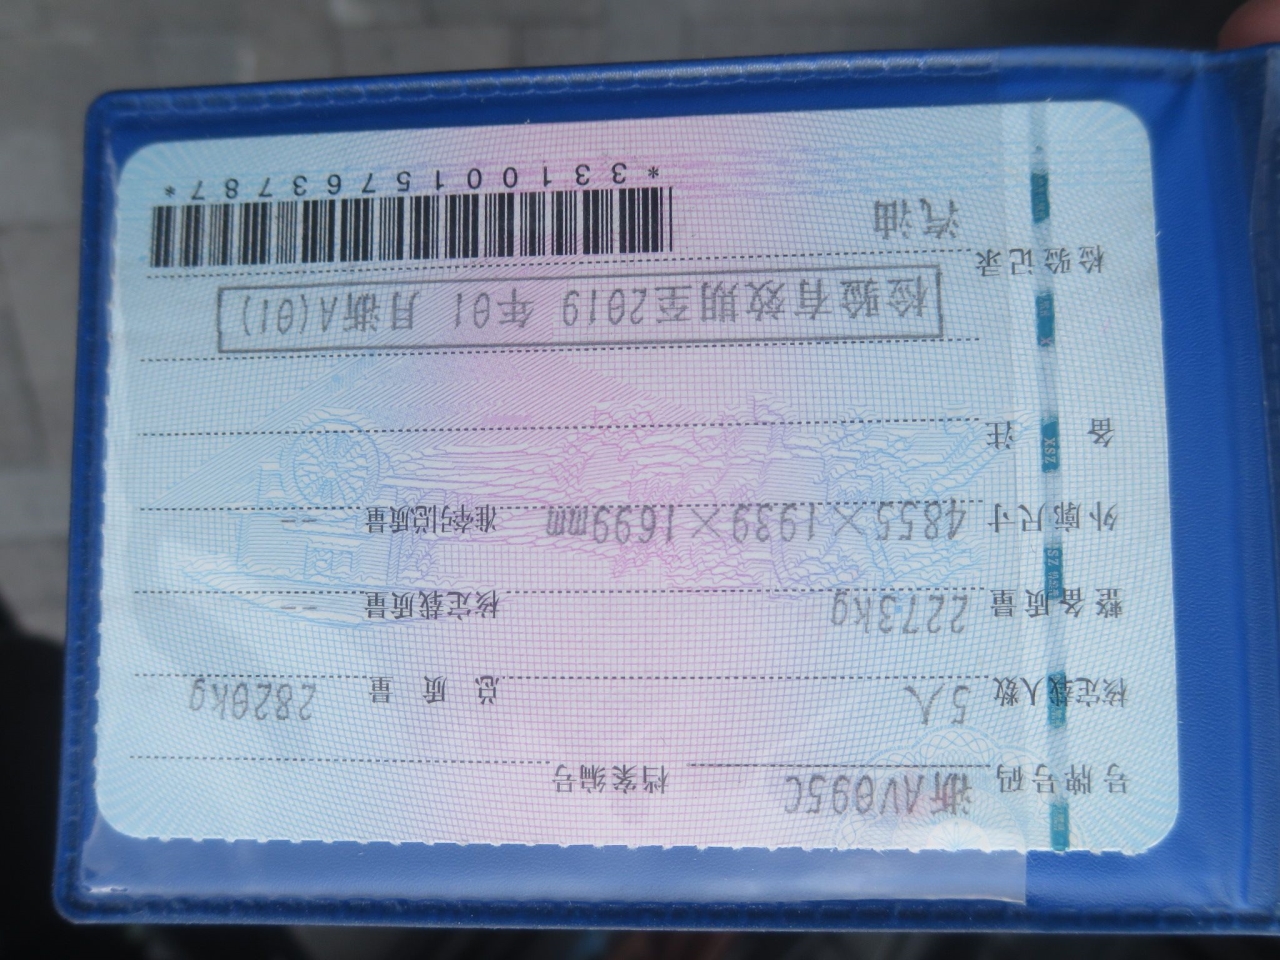 号牌号码 浙AV095C 档案编号
核定载人数 5人 总质量 2820kg
整备质量 2273kg 核定载质量 --
外廓尺寸 4855×1939×1699mm 准牵引总质量 --
备注
检验有效期至2019年01月浙A(01)
检验记录
汽油
*3310015763787*